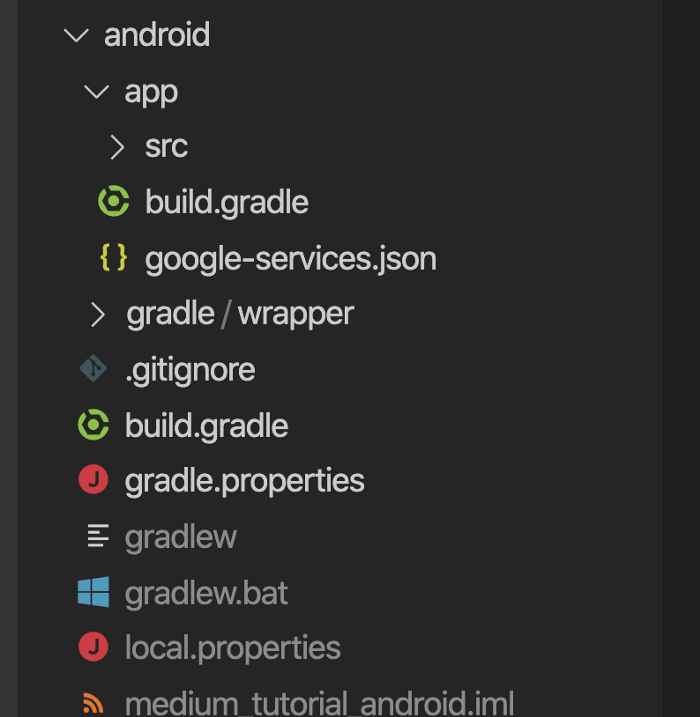 android
app
src
build.gradle
google-services.json
gradle / wrapper
.gitignore
build.gradle
gradle.properties
gradlew
gradlew.bat
local.properties
medium_tutorial_android.iml